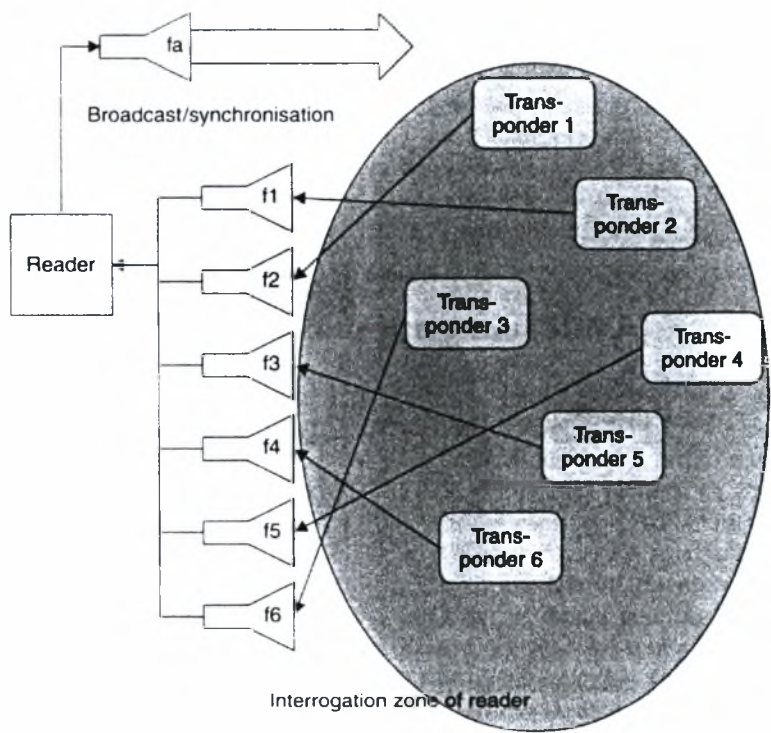 fa
Broadcast/synchronisation
Trans-
ponder 1
f1
Trans-
ponder 2
Reader
f2
Trans-
ponder 3
f3
Trans-
ponder 4
f4
Trans-
ponder 5
f5
Trans-
ponder 6
f6
Interrogation zone of reader